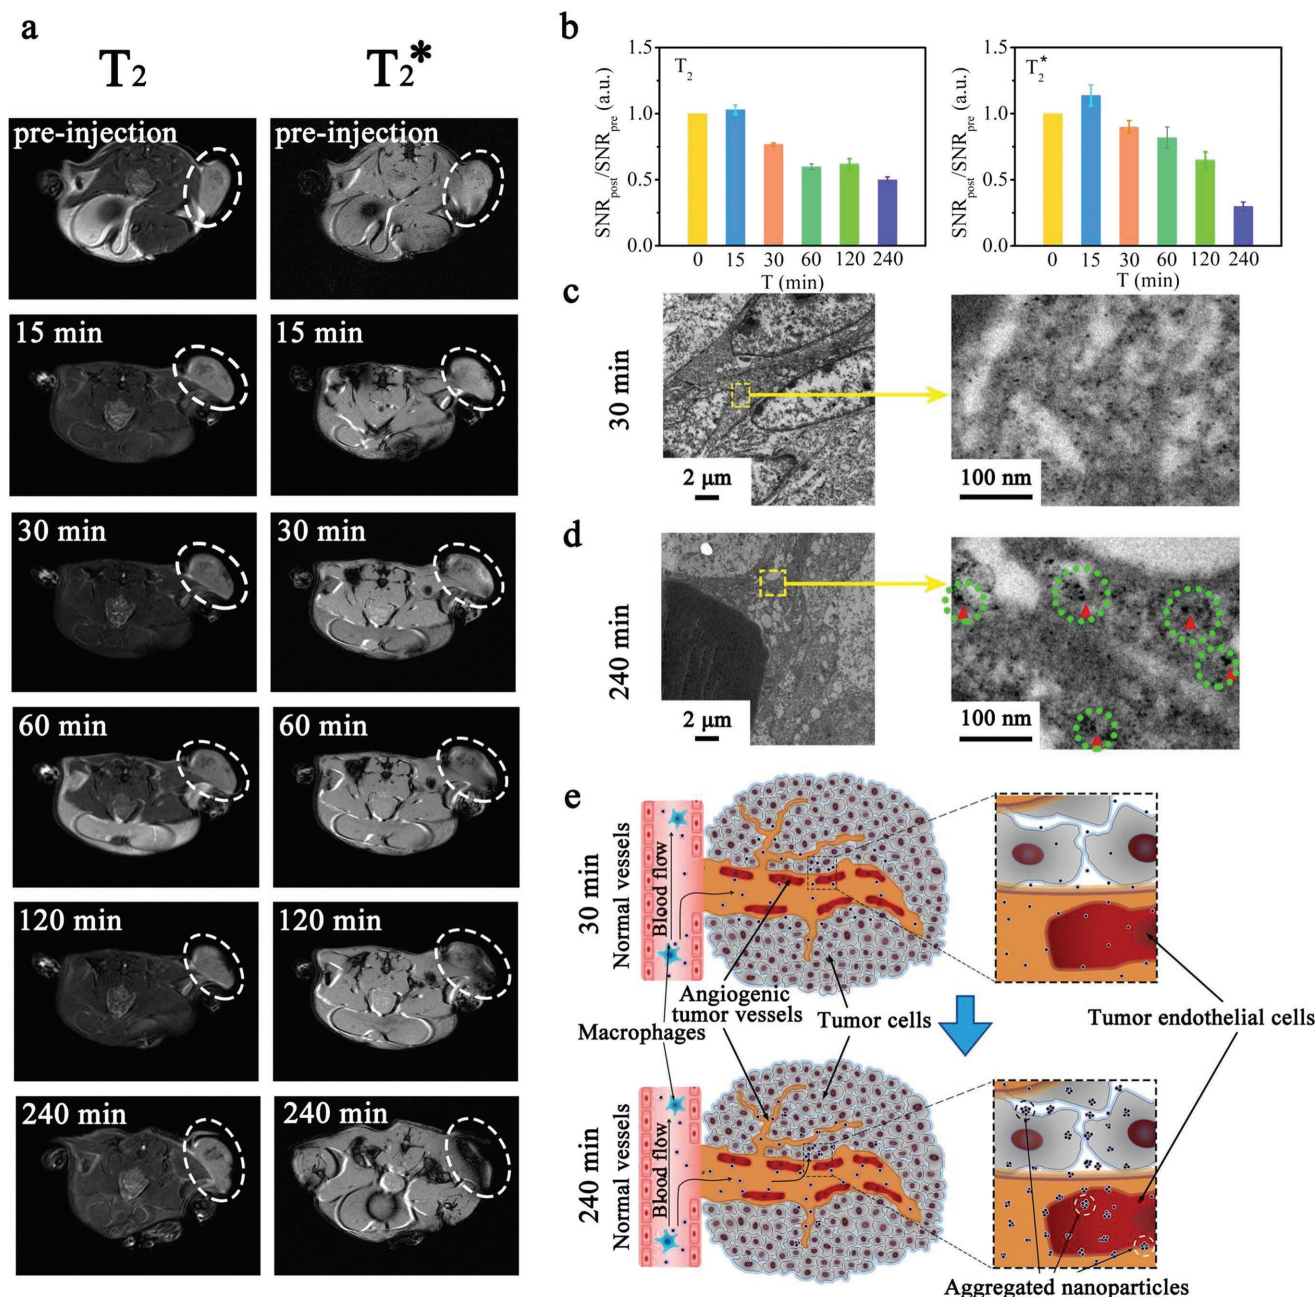 a
T2
T2*
pre-injection
pre-injection
15 min
15 min
30 min
30 min
60 min
60 min
120 min
120 min
240 min
240 min
b
SNRpost/SNRpre (a.u.)
1.5
1.0
0.5
0.0
T2
0 15 30 60 120 240
T (min)
SNRpost/SNRpre (a.u.)
1.5
1.0
0.5
0.0
T2*
0 15 30 60 120 240
T (min)
c
30 min
2 μm
100 nm
d
240 min
2 μm
100 nm
e
30 min
Normal vessels
Blood flow
Angiogenic
tumor vessels
Tumor cells
Macrophages
Tumor endothelial cells
240 min
Normal vessels
Blood flow
Aggregated nanoparticles